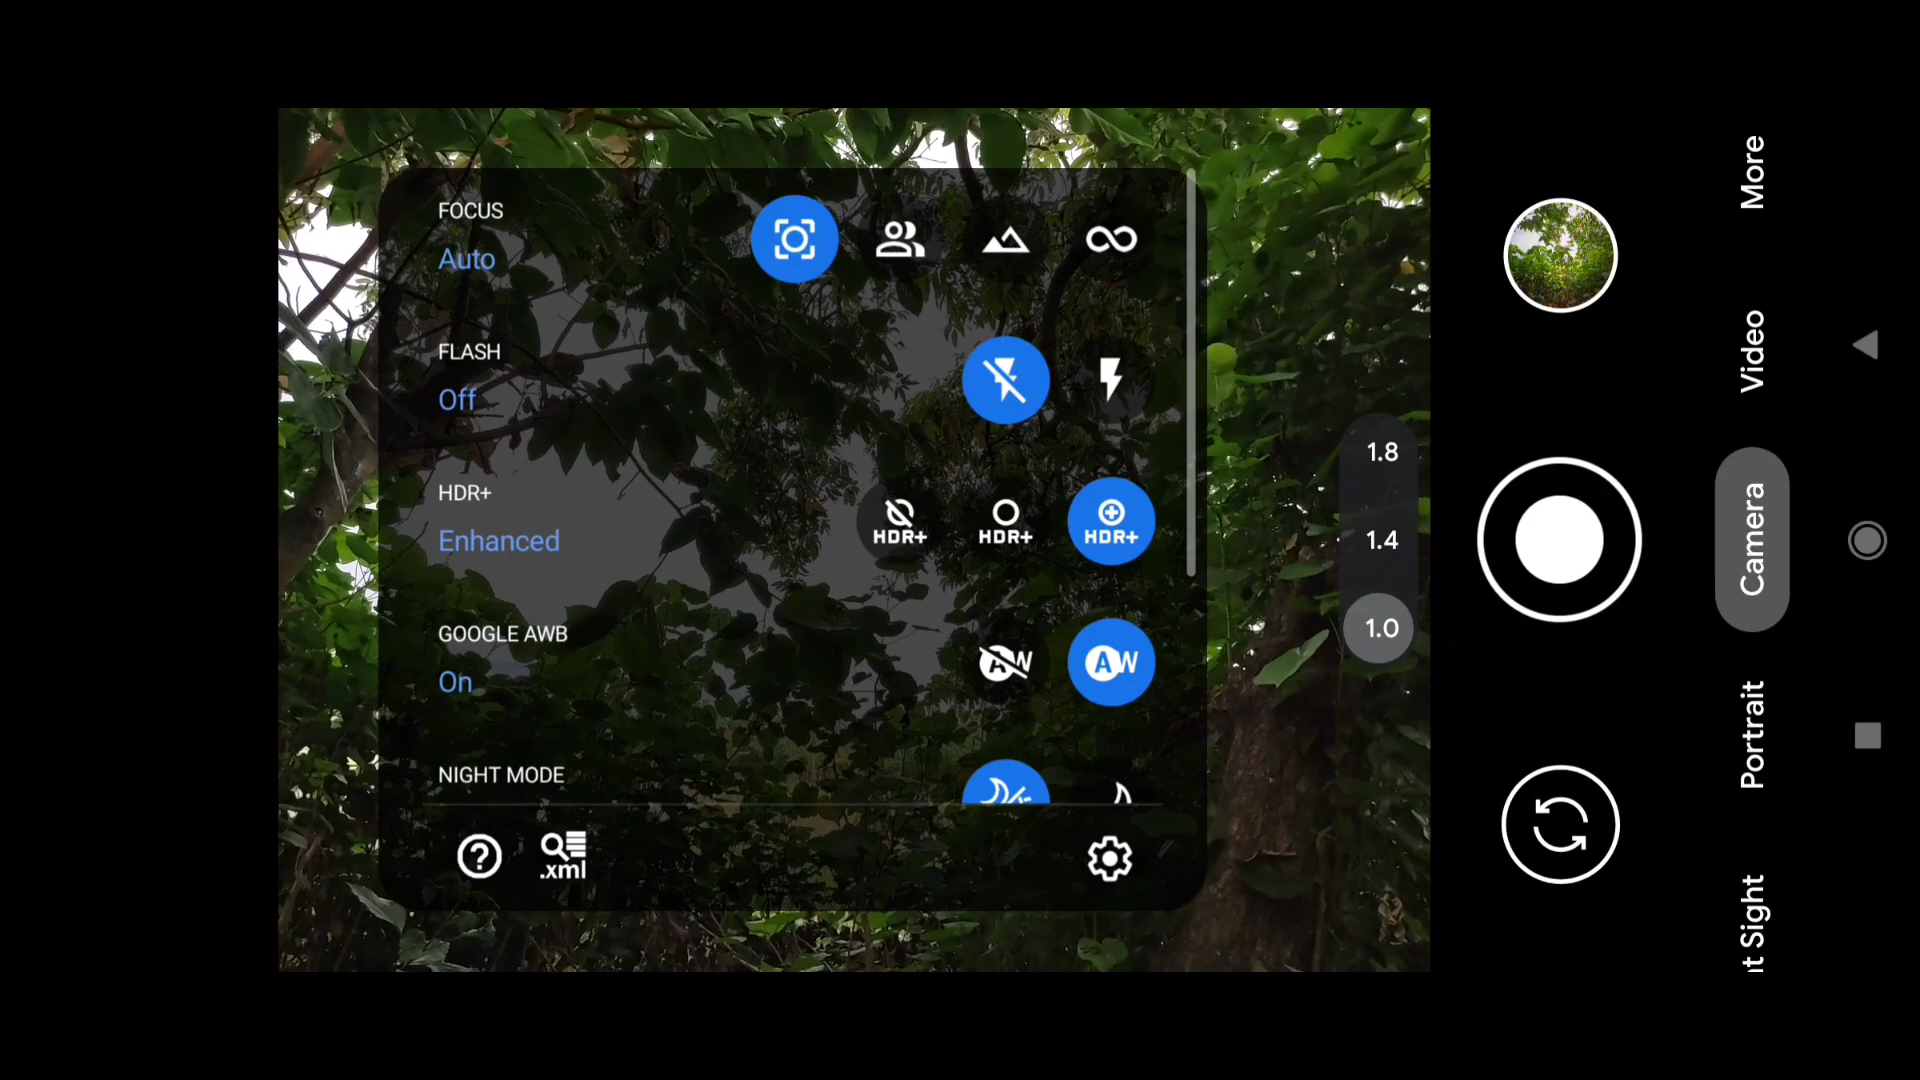 FOCUS
Auto
FLASH
Off
HDR+
Enhanced
HDR+
HDR+
HDR+
GOOGLE AWB
On
AW
AW
NIGHT MODE
?
.xml
1.8
1.4
1.0
More
Video
Camera
Portrait
t Sight